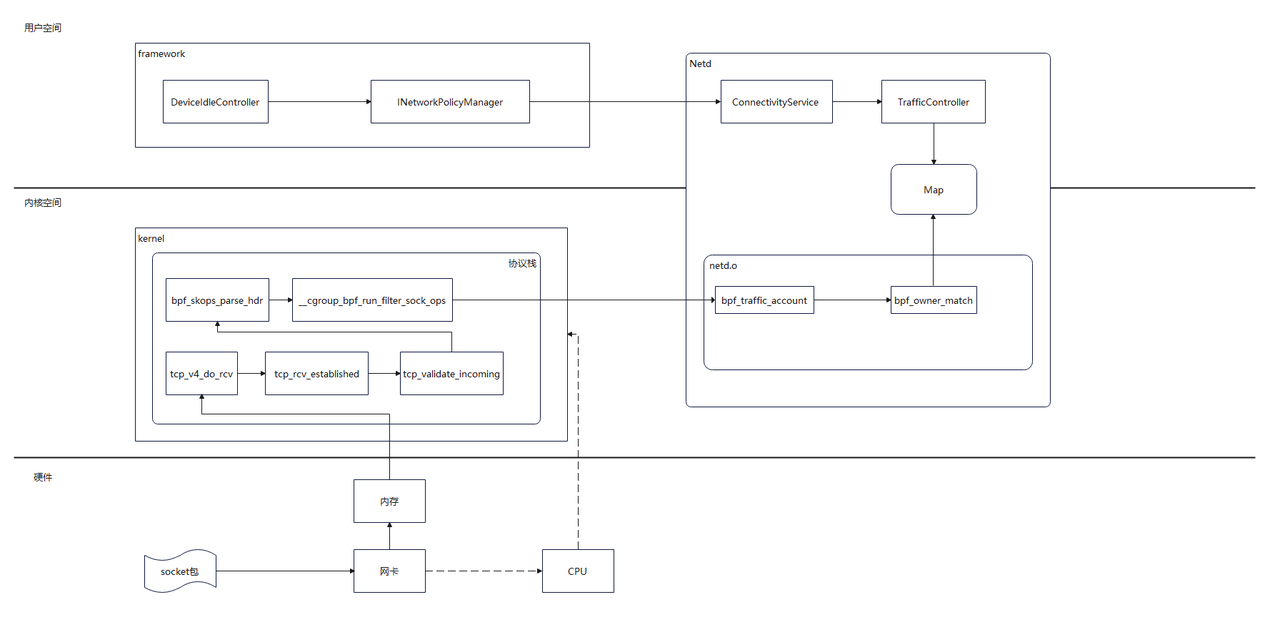 用户空间
framework
Netd
DeviceIdleController
INetworkPolicyManager
ConnectivityService
TrafficController
Map
内核空间
kernel
协议栈
netd.o
bpf_skops_parse_hdr
__cgroup_bpf_run_filter_sock_ops
bpf_traffic_account
bpf_owner_match
tcp_v4_do_rcv
tcp_rcv_established
tcp_validate_incoming
硬件
内存
socket包
网卡
CPU